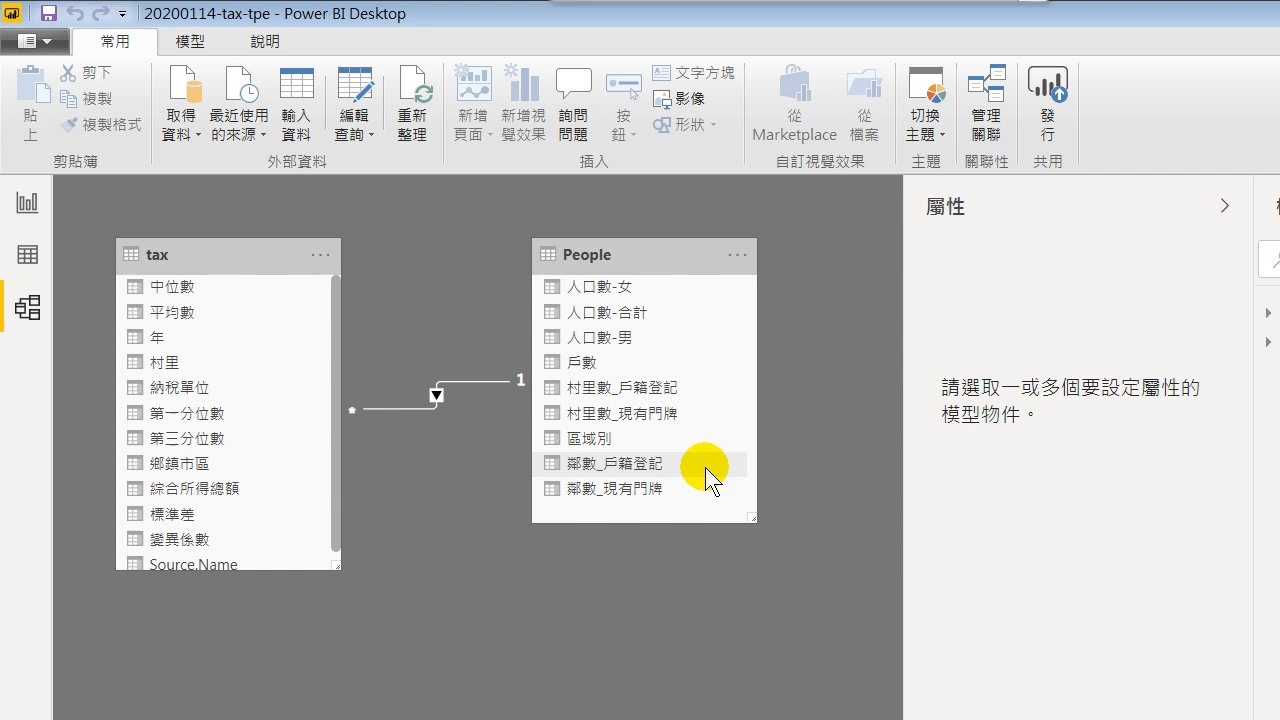 20200114-tax-tpe - Power BI Desktop
常用 模型 說明
貼上
剪下
複製
複製格式
剪貼簿
取得資料
最近使用的來源
輸入資料
編輯查詢
重新整理
外部資料
新增頁面
新增視覺效果
詢問問題
按鈕
文字方塊
影像
形狀
插入
從 Marketplace
從檔案
自訂視覺效果
切換主題
主題
管理關聯
關聯性
發行
共用
tax
中位數
平均數
年
村里
納稅單位
第一分位數
第三分位數
鄉鎮市區
綜合所得總額
標準差
變異係數
Source.Name
*
1
People
人口數-女
人口數-合計
人口數-男
戶數
村里數_戶籍登記
村里數_現有門牌
區域別
鄰數_戶籍登記
鄰數_現有門牌
屬性
請選取一或多個要設定屬性的
模型物件。